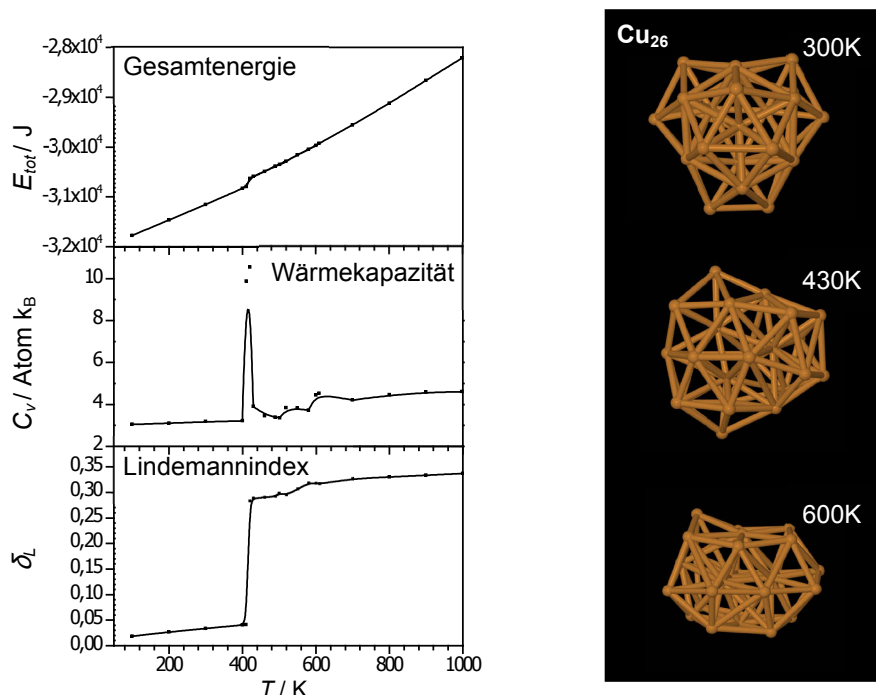 -2,8x10⁴
-2,9x10⁴
-3,0x10⁴
-3,1x10⁴
-3,2x10⁴
E_tot / J
Gesamtenergie
10
8
6
4
2
C_v / Atom k_B
Wärmekapazität
0,35
0,30
0,25
0,20
0,15
0,10
0,05
0,00
δ_L
Lindemannindex
200 400 600 800 1000
T / K
Cu₂₆
300K
430K
600K